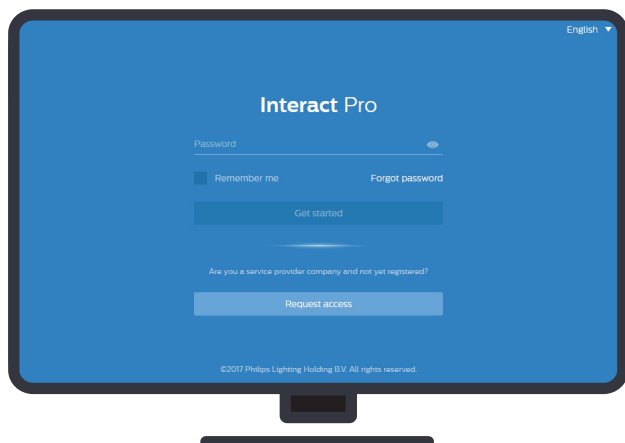 English
Interact Pro
Password
Remember me Forgot password
Get started
Are you a service provider company and not yet registered?
Request access
©2017 Philips Lighting Holding B.V. All rights reserved.